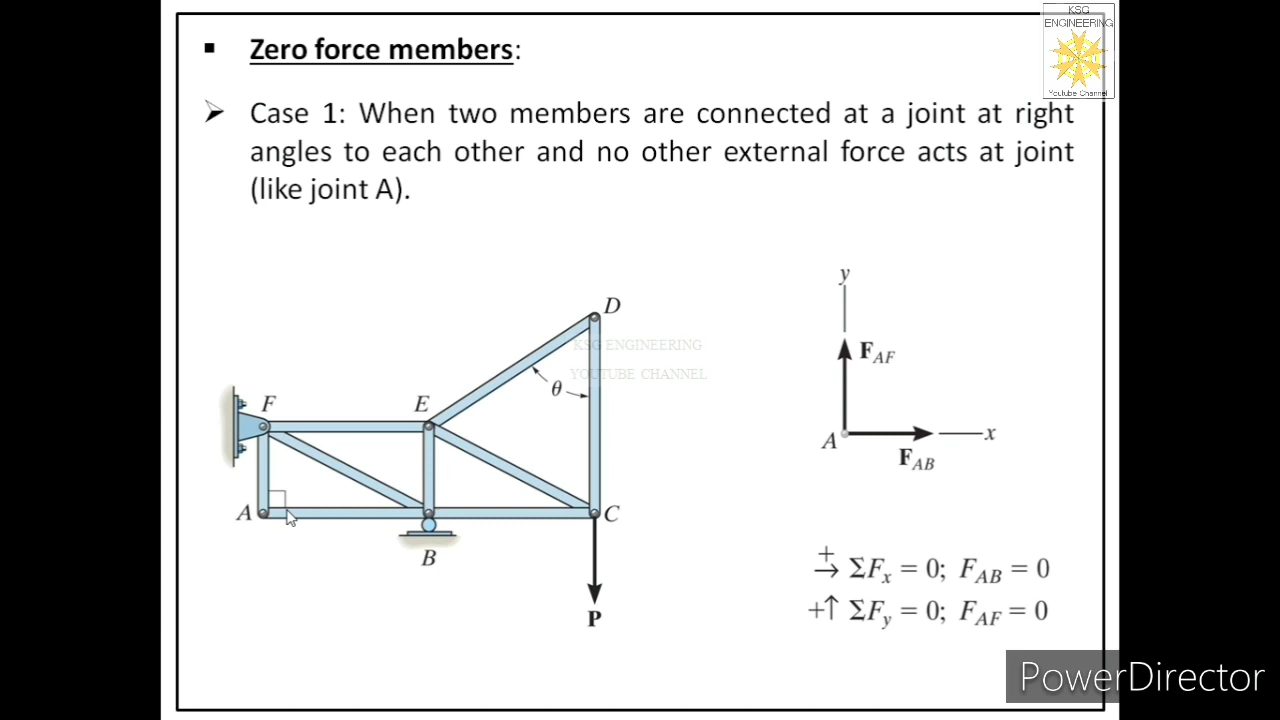 KSG
ENGINEERING
Youtube Channel
▪ Zero force members:
➢ Case 1: When two members are connected at a joint at right
angles to each other and no other external force acts at joint
(like joint A).
D
KSG ENGINEERING
YOUTUBE CHANNEL
θ
F
E
A
C
B
P
y
F_AF
A
x
F_AB
+→ ΣF_x = 0; F_AB = 0
+↑ ΣF_y = 0; F_AF = 0
PowerDirector